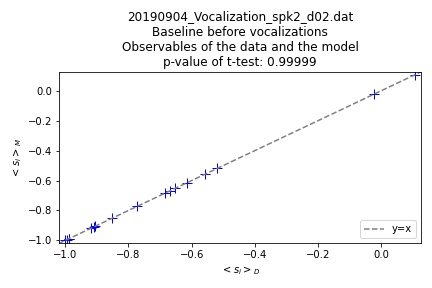 20190904_Vocalization_spk2_d02.dat
Baseline before vocalizations
Observables of the data and the model
p-value of t-test: 0.99999
0.0
−0.2
−0.4
−0.6
−0.8
−1.0
< s_i >_M
y=x
−1.0 −0.8 −0.6 −0.4 −0.2 0.0
< s_i >_D